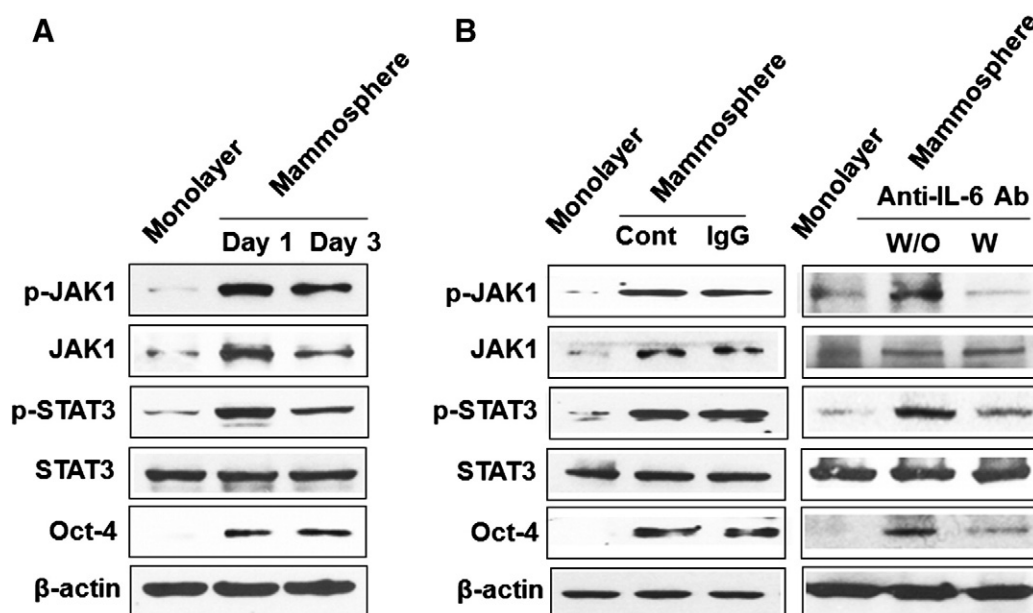 A
Monolayer
Mammosphere
Day 1 Day 3
p-JAK1
JAK1
p-STAT3
STAT3
Oct-4
β-actin
B
Monolayer
Mammosphere
Cont IgG
Monolayer
Mammosphere
Anti-IL-6 Ab
W/O W
p-JAK1
JAK1
p-STAT3
STAT3
Oct-4
β-actin